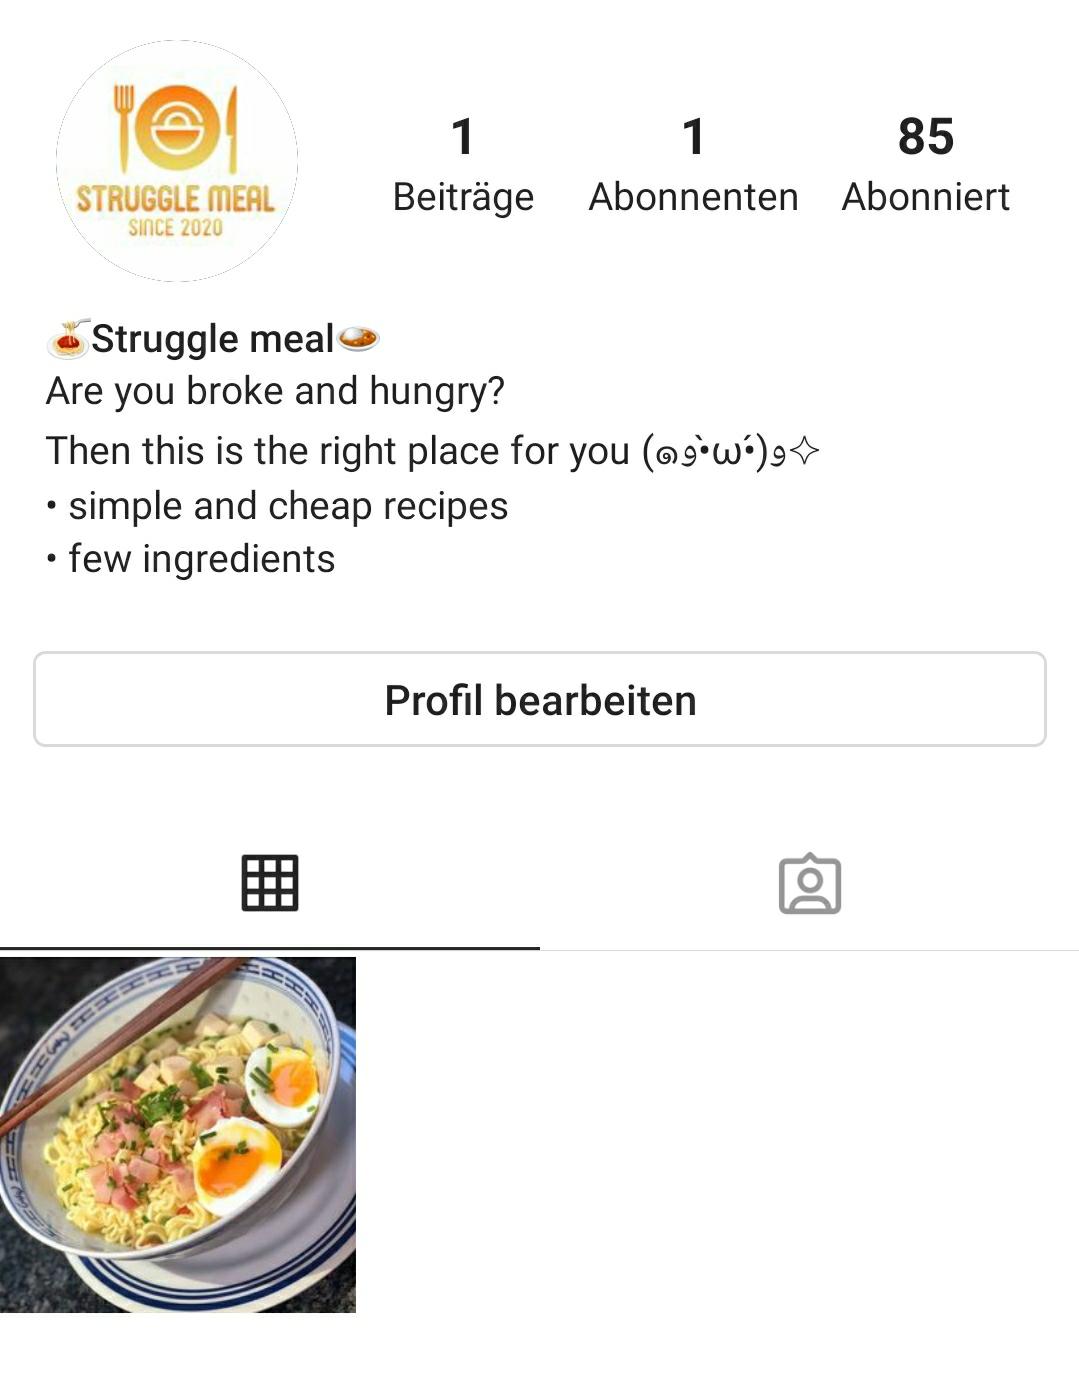 STRUGGLE MEAL
SINCE 2020
1 1 85
Beiträge Abonnenten Abonniert
🍝Struggle meal🍛
Are you broke and hungry?
Then this is the right place for you (๑و•̀ω•́)و✧
• simple and cheap recipes
• few ingredients
Profil bearbeiten